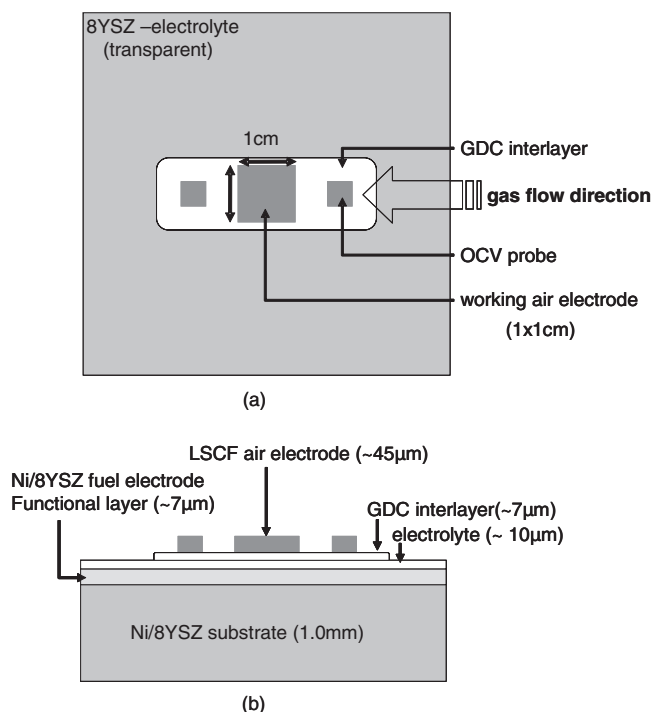 8YSZ –electrolyte
(transparent)
1cm
GDC interlayer
gas flow direction
OCV probe
working air electrode
(1x1cm)
(a)
LSCF air electrode (~45μm)
Ni/8YSZ fuel electrode
Functional layer (~7μm)
GDC interlayer(~7μm)
electrolyte (~ 10μm)
Ni/8YSZ substrate (1.0mm)
(b)